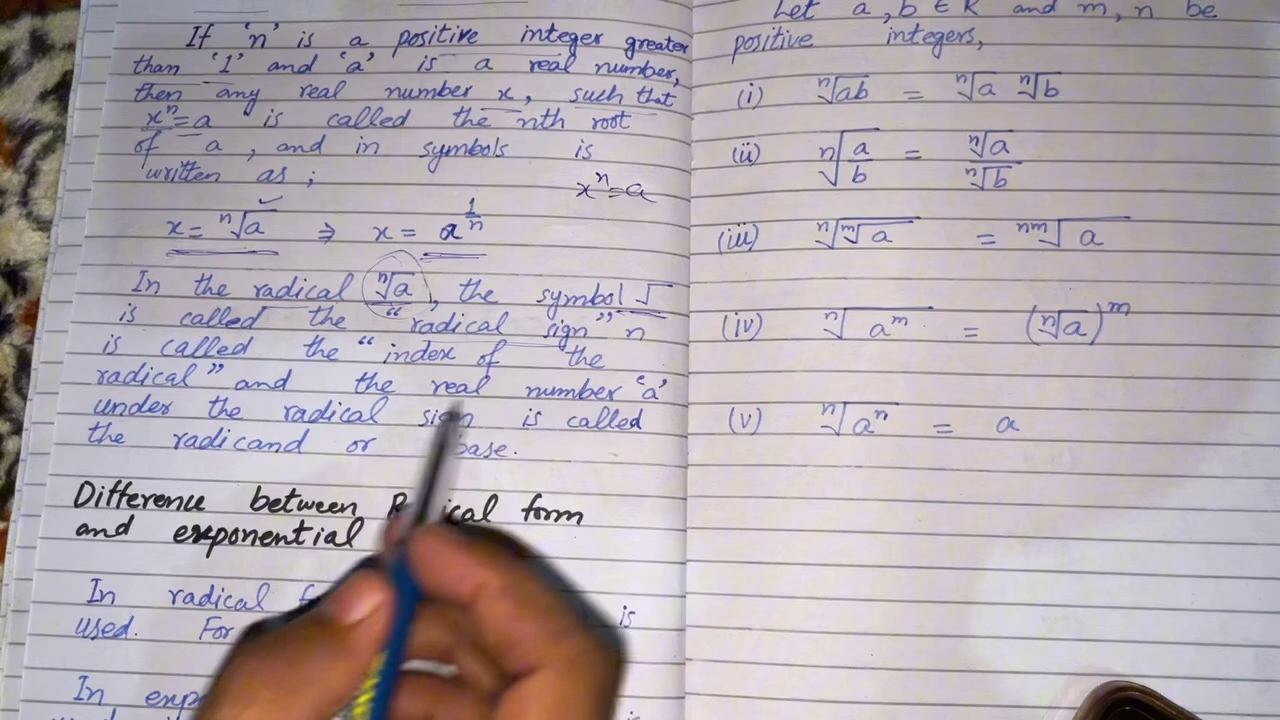 If 'n' is a positive integer greater
than '1' and 'a' is a real number,
then any real number x, such that
xⁿ=a is called the nth root
of a, and in symbols is
written as;
xⁿ=a
x= ⁿ√a ⇒ x= a^(1/n)
In the radical ⁿ√a, the symbol √
is called the "radical sign" n
is called the "index of the
radical" and the real number 'a'
under the radical sign is called
the radicand or base.
Difference between form
and exponential
In radical
used. For is
In
Let a, b ∈ R and m, n be
positive integers,
(i) ⁿ√ab = ⁿ√a ⁿ√b
(ii) ⁿ√(a/b) = ⁿ√a / ⁿ√b
(iii) ⁿ√(ᵐ√a) = ⁿᵐ√a
(iv) ⁿ√aᵐ = (ⁿ√a)ᵐ
(v) ⁿ√aⁿ = a